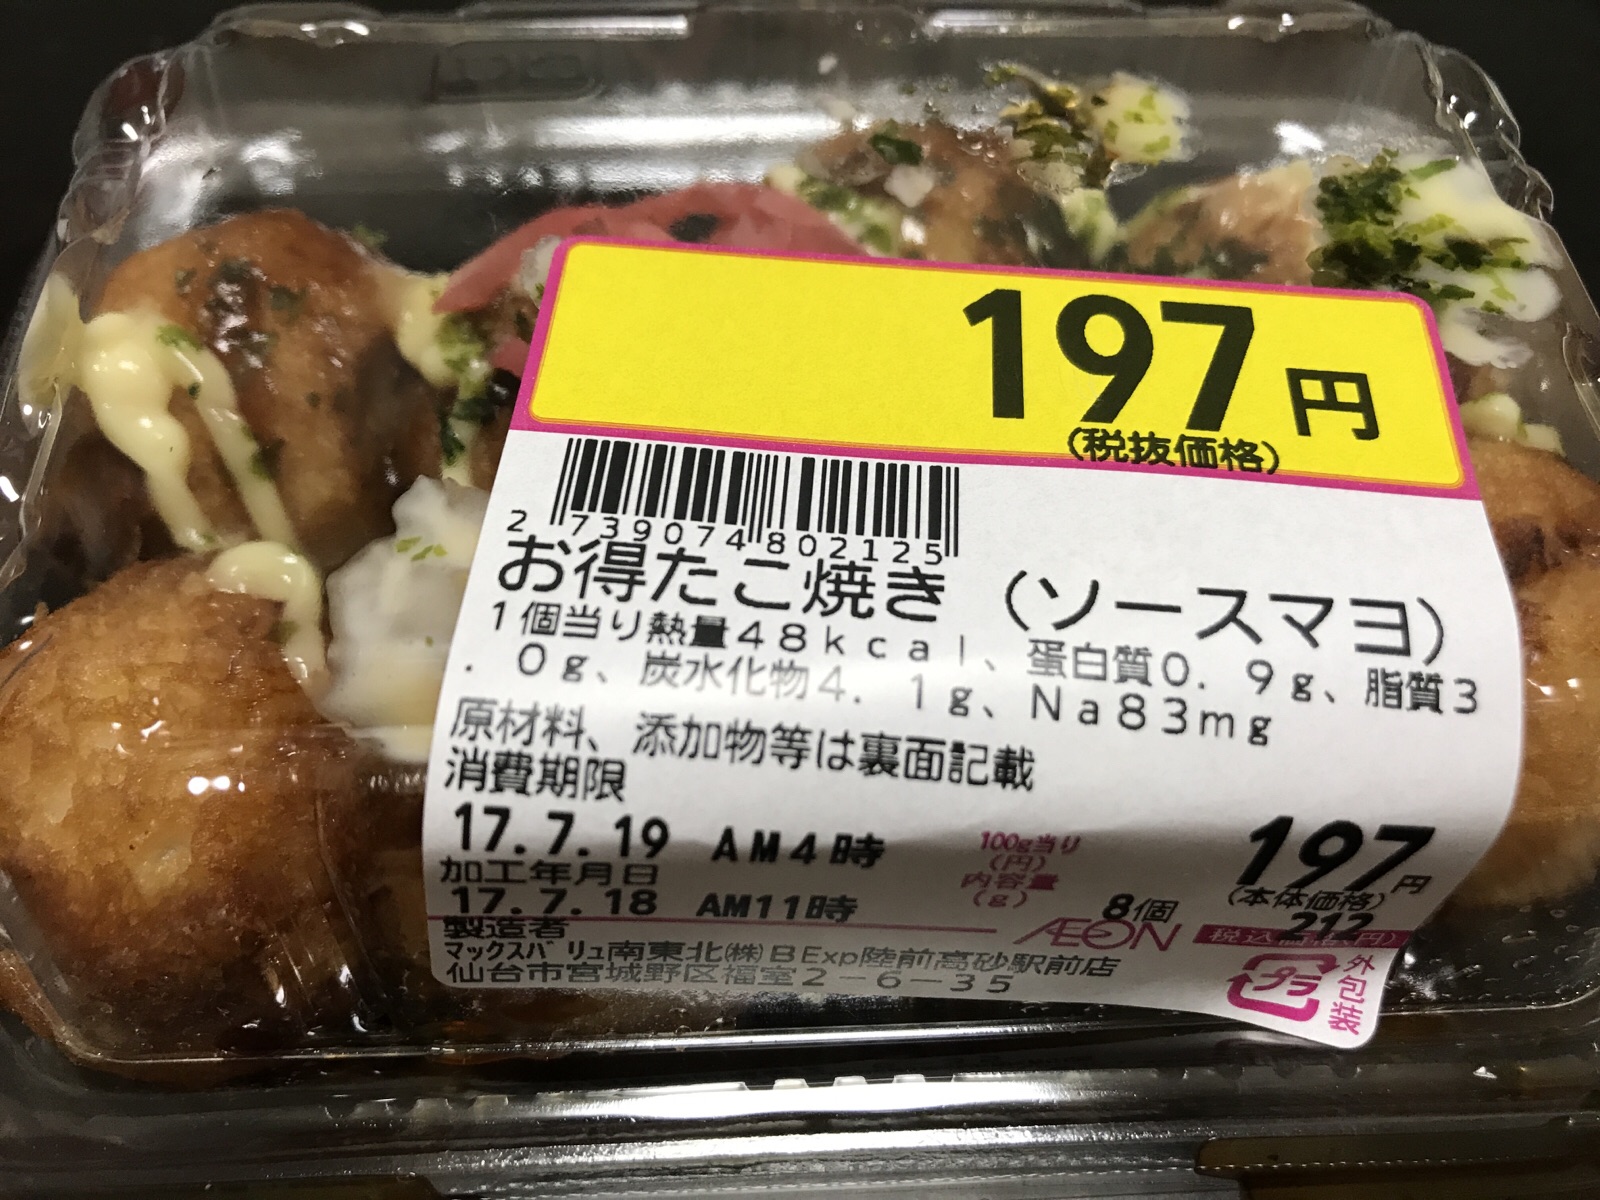 197円
(税抜価格)
2 739074 802125
お得たこ焼き (ソースマヨ)
1個当り熱量48kcal、蛋白質0.9g、脂質3
.0g、炭水化物4.1g、Na83mg
原材料、添加物等は裏面記載
消費期限
17.7.19 AM4時
加工年月日
17.7.18 AM11時
100g当り
(円)
内容量
(g)
8個
197円
(本体価格)
212
税込価格(円)
製造者
マックスバリュ南東北(株)BExp陸前高砂駅前店
仙台市宮城野区福室2-6-35
ÆON
プラ
外包装